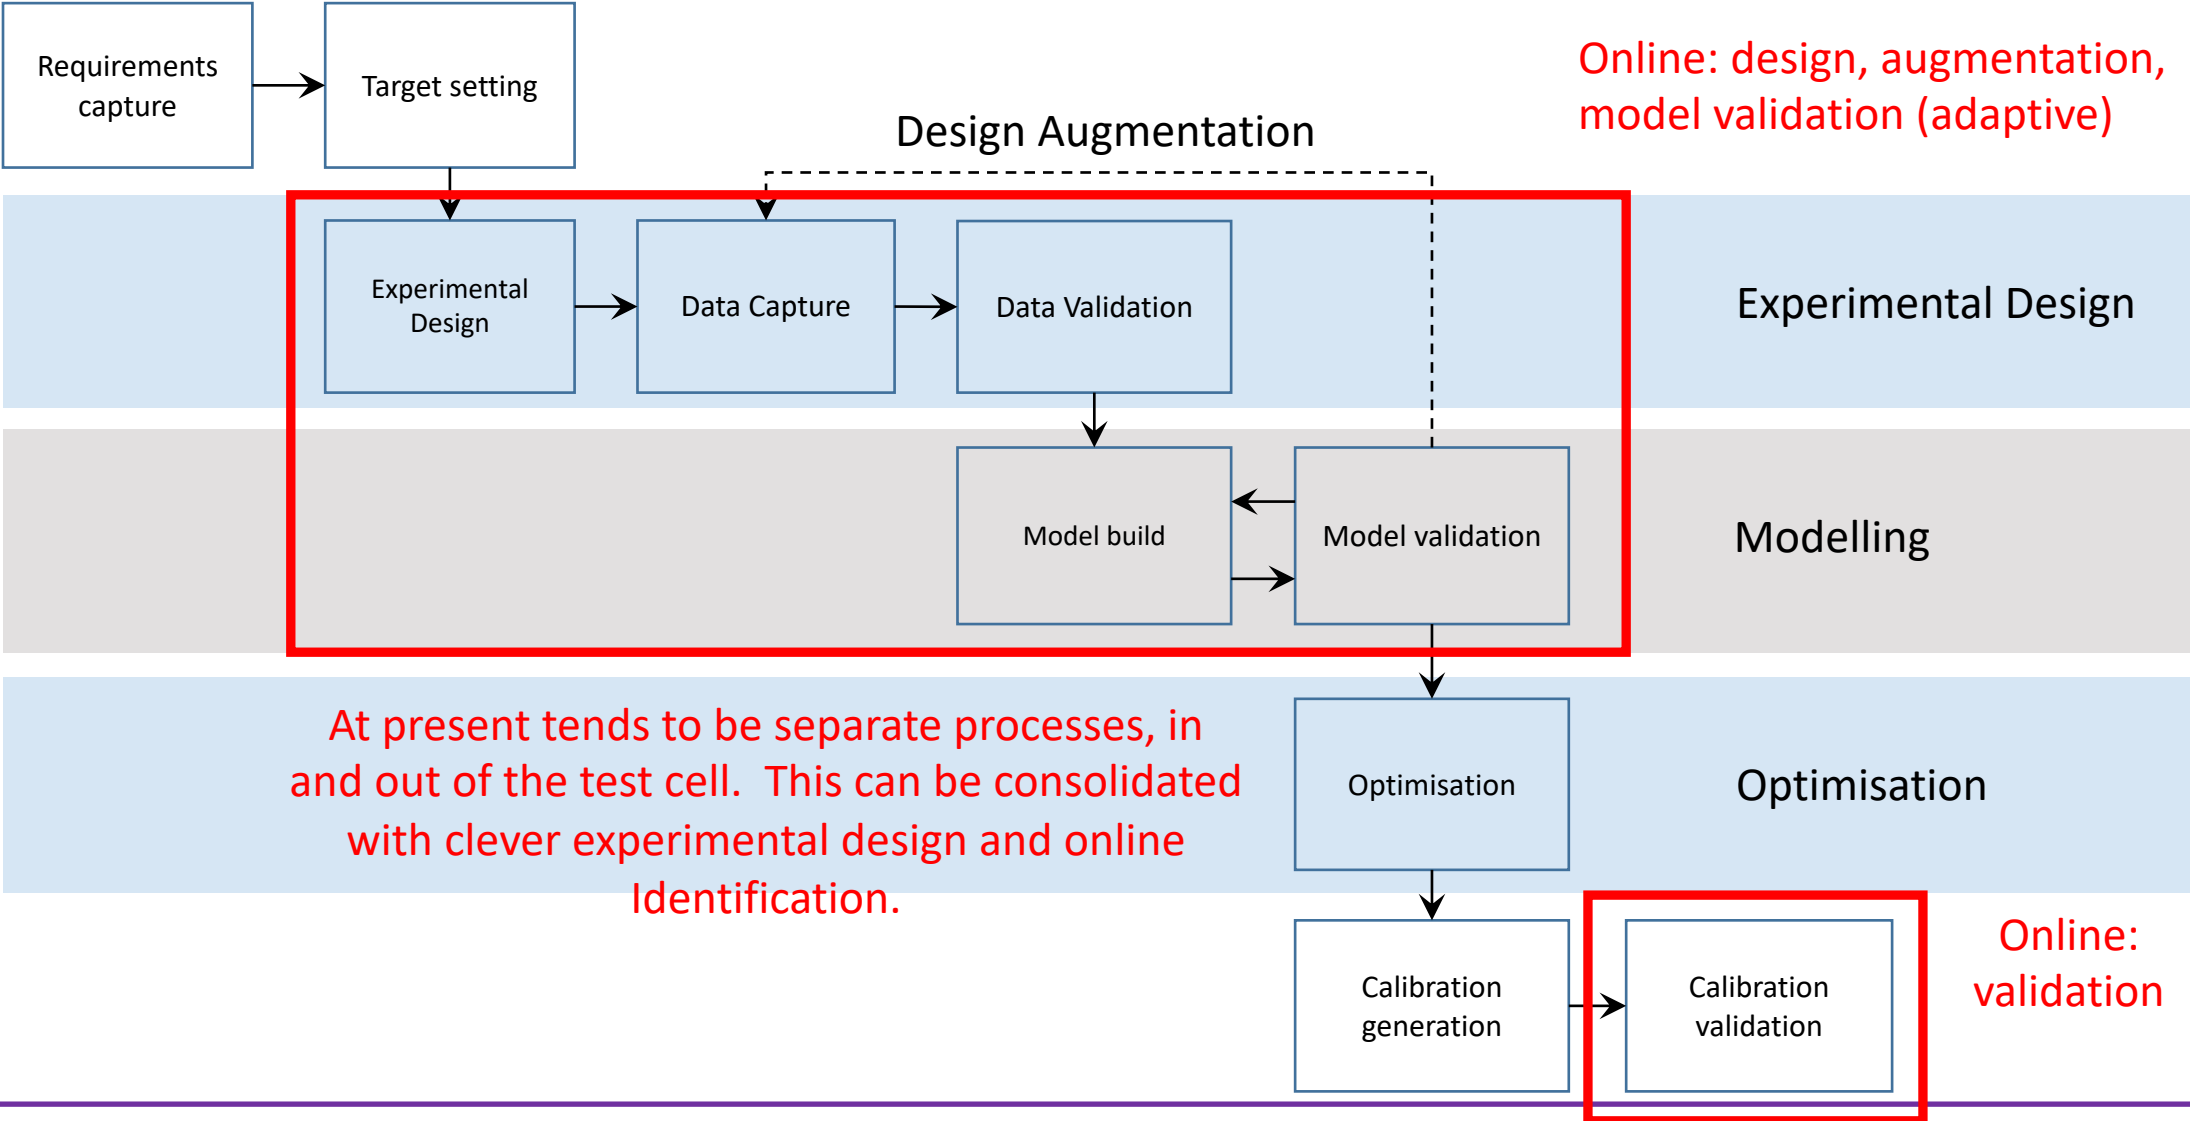 Requirements
capture
Target setting
Online: design, augmentation,
model validation (adaptive)
Design Augmentation
Experimental
Design
Data Capture
Data Validation
Experimental Design
Model build
Model validation
Modelling
At present tends to be separate processes, in
and out of the test cell.  This can be consolidated
with clever experimental design and online
Identification.
Optimisation
Optimisation
Calibration
generation
Calibration
validation
Online:
validation